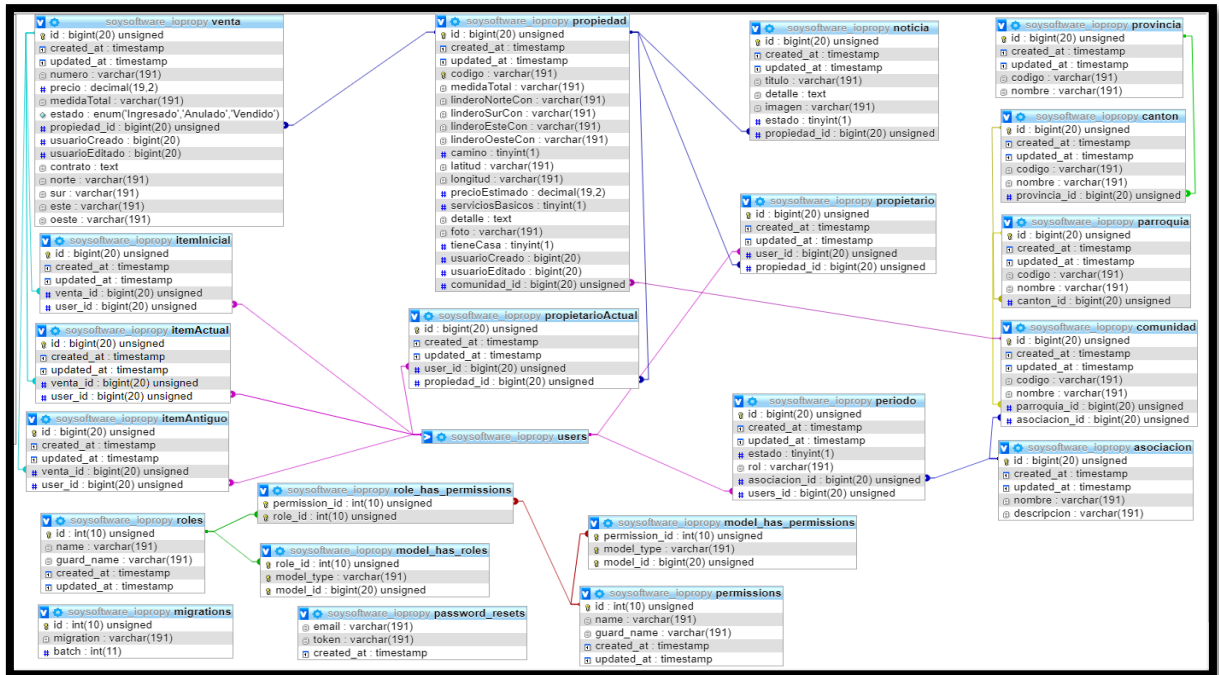 soysoftware_iopropy venta
id : bigint(20) unsigned
created_at : timestamp
updated_at : timestamp
numero : varchar(191)
precio : decimal(19,2)
medidaTotal : varchar(191)
estado : enum('Ingresado','Anulado','Vendido')
propiedad_id : bigint(20) unsigned
usuarioCreado : bigint(20)
usuarioEditado : bigint(20)
contrato : text
norte : varchar(191)
sur : varchar(191)
este : varchar(191)
oeste : varchar(191)
soysoftware_iopropy itemInicial
id : bigint(20) unsigned
created_at : timestamp
updated_at : timestamp
venta_id : bigint(20) unsigned
user_id : bigint(20) unsigned
soysoftware_iopropy itemActual
id : bigint(20) unsigned
created_at : timestamp
updated_at : timestamp
venta_id : bigint(20) unsigned
user_id : bigint(20) unsigned
soysoftware_iopropy itemAntiguo
id : bigint(20) unsigned
created_at : timestamp
updated_at : timestamp
venta_id : bigint(20) unsigned
user_id : bigint(20) unsigned
soysoftware_iopropy propiedad
id : bigint(20) unsigned
created_at : timestamp
updated_at : timestamp
codigo : varchar(191)
medidaTotal : varchar(191)
linderoNorteCon : varchar(191)
linderoSurCon : varchar(191)
linderoEsteCon : varchar(191)
linderoOesteCon : varchar(191)
camino : tinyint(1)
latitud : varchar(191)
longitud : varchar(191)
precioEstimado : decimal(19,2)
serviciosBasicos : tinyint(1)
detalle : text
foto : varchar(191)
tieneCasa : tinyint(1)
usuarioCreado : bigint(20)
usuarioEditado : bigint(20)
comunidad_id : bigint(20) unsigned
soysoftware_iopropy propietarioActual
id : bigint(20) unsigned
created_at : timestamp
updated_at : timestamp
user_id : bigint(20) unsigned
propiedad_id : bigint(20) unsigned
soysoftware_iopropy users
soysoftware_iopropy noticia
id : bigint(20) unsigned
created_at : timestamp
updated_at : timestamp
titulo : varchar(191)
detalle : text
imagen : varchar(191)
estado : tinyint(1)
propiedad_id : bigint(20) unsigned
soysoftware_iopropy propietario
id : bigint(20) unsigned
created_at : timestamp
updated_at : timestamp
user_id : bigint(20) unsigned
propiedad_id : bigint(20) unsigned
soysoftware_iopropy periodo
id : bigint(20) unsigned
created_at : timestamp
updated_at : timestamp
estado : tinyint(1)
rol : varchar(191)
asociacion_id : bigint(20) unsigned
users_id : bigint(20) unsigned
soysoftware_iopropy provincia
id : bigint(20) unsigned
created_at : timestamp
updated_at : timestamp
codigo : varchar(191)
nombre : varchar(191)
soysoftware_iopropy canton
id : bigint(20) unsigned
created_at : timestamp
updated_at : timestamp
codigo : varchar(191)
nombre : varchar(191)
provincia_id : bigint(20) unsigned
soysoftware_iopropy parroquia
id : bigint(20) unsigned
created_at : timestamp
updated_at : timestamp
codigo : varchar(191)
nombre : varchar(191)
canton_id : bigint(20) unsigned
soysoftware_iopropy comunidad
id : bigint(20) unsigned
created_at : timestamp
updated_at : timestamp
codigo : varchar(191)
nombre : varchar(191)
parroquia_id : bigint(20) unsigned
asociacion_id : bigint(20) unsigned
soysoftware_iopropy asociacion
id : bigint(20) unsigned
created_at : timestamp
updated_at : timestamp
nombre : varchar(191)
descripcion : varchar(191)
soysoftware_iopropy roles
id : int(10) unsigned
name : varchar(191)
guard_name : varchar(191)
created_at : timestamp
updated_at : timestamp
soysoftware_iopropy role_has_permissions
permission_id : int(10) unsigned
role_id : int(10) unsigned
soysoftware_iopropy model_has_roles
role_id : int(10) unsigned
model_type : varchar(191)
model_id : bigint(20) unsigned
soysoftware_iopropy model_has_permissions
permission_id : int(10) unsigned
model_type : varchar(191)
model_id : bigint(20) unsigned
soysoftware_iopropy permissions
id : int(10) unsigned
name : varchar(191)
guard_name : varchar(191)
created_at : timestamp
updated_at : timestamp
soysoftware_iopropy migrations
id : int(10) unsigned
migration : varchar(191)
batch : int(11)
soysoftware_iopropy password_resets
email : varchar(191)
token : varchar(191)
created_at : timestamp